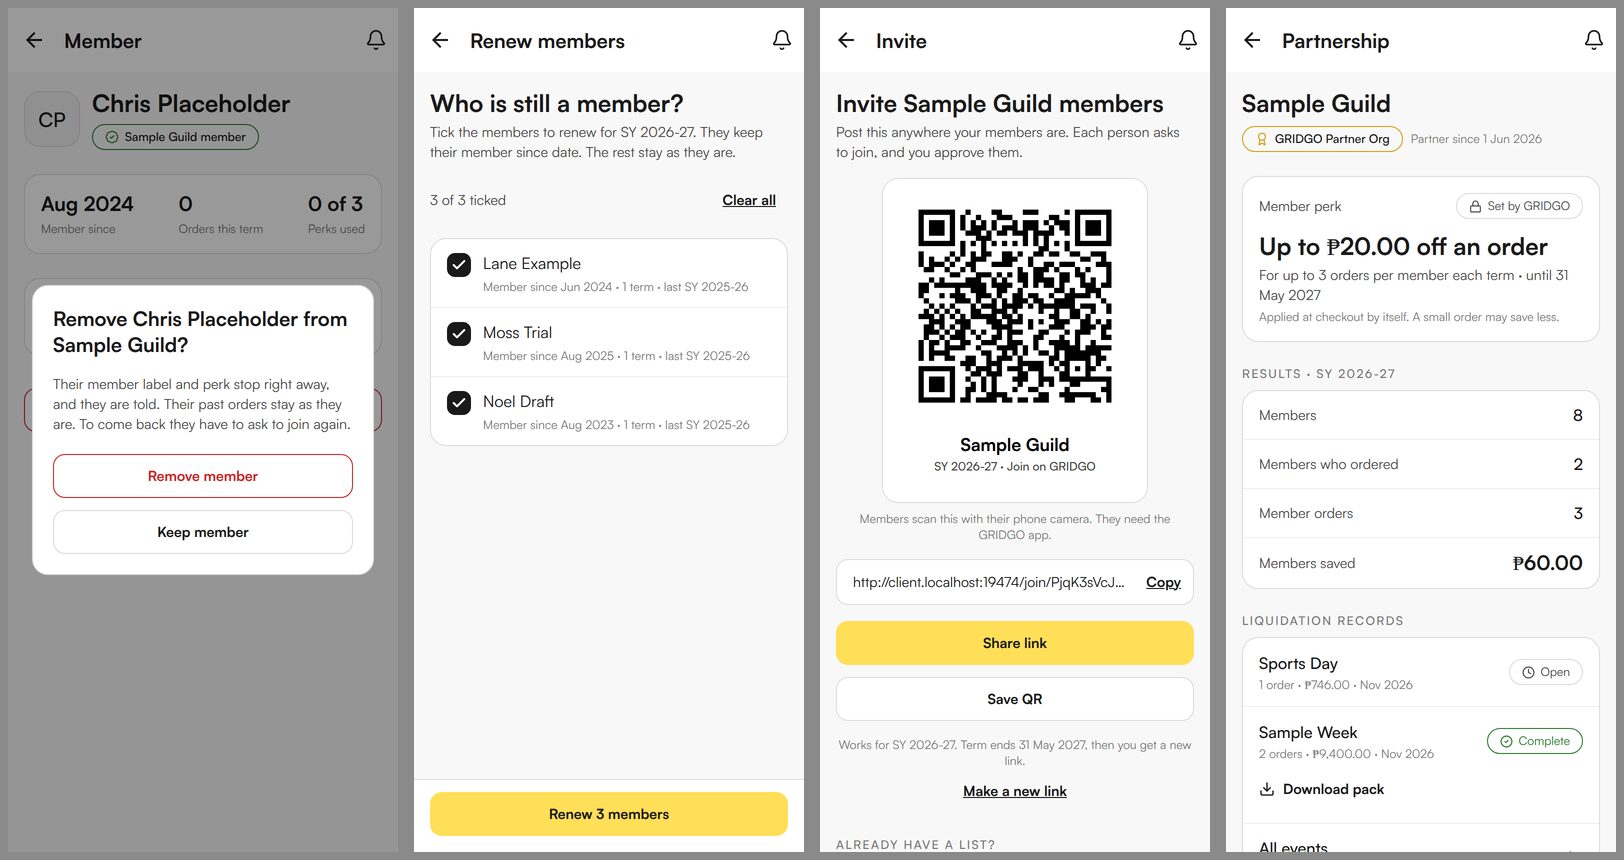 Member
CP
Chris Placeholder
Sample Guild member
Aug 2024
Member since
0
Orders this term
0 of 3
Perks used
Remove Chris Placeholder from
Sample Guild?
Their member label and perk stop right away,
and they are told. Their past orders stay as they
are. To come back they have to ask to join again.
Remove member
Keep member
Renew members
Who is still a member?
Tick the members to renew for SY 2026-27. They keep
their member since date. The rest stay as they are.
3 of 3 ticked
Clear all
Lane Example
Member since Jun 2024 · 1 term · last SY 2025-26
Moss Trial
Member since Aug 2025 · 1 term · last SY 2025-26
Noel Draft
Member since Aug 2023 · 1 term · last SY 2025-26
Renew 3 members
Invite
Invite Sample Guild members
Post this anywhere your members are. Each person asks
to join, and you approve them.
Sample Guild
SY 2026-27 · Join on GRIDGO
Members scan this with their phone camera. They need the
GRIDGO app.
http://client.localhost:19474/join/PjqK3sVcJ...
Copy
Share link
Save QR
Works for SY 2026-27. Term ends 31 May 2027, then you get a new
link.
Make a new link
ALREADY HAVE A LIST?
Partnership
Sample Guild
GRIDGO Partner Org
Partner since 1 Jun 2026
Member perk
Set by GRIDGO
Up to ₱20.00 off an order
For up to 3 orders per member each term · until 31
May 2027
Applied at checkout by itself. A small order may save less.
RESULTS · SY 2026-27
Members
8
Members who ordered
2
Member orders
3
Members saved
₱60.00
LIQUIDATION RECORDS
Sports Day
1 order · ₱746.00 · Nov 2026
Open
Sample Week
2 orders · ₱9,400.00 · Nov 2026
Complete
Download pack
All events